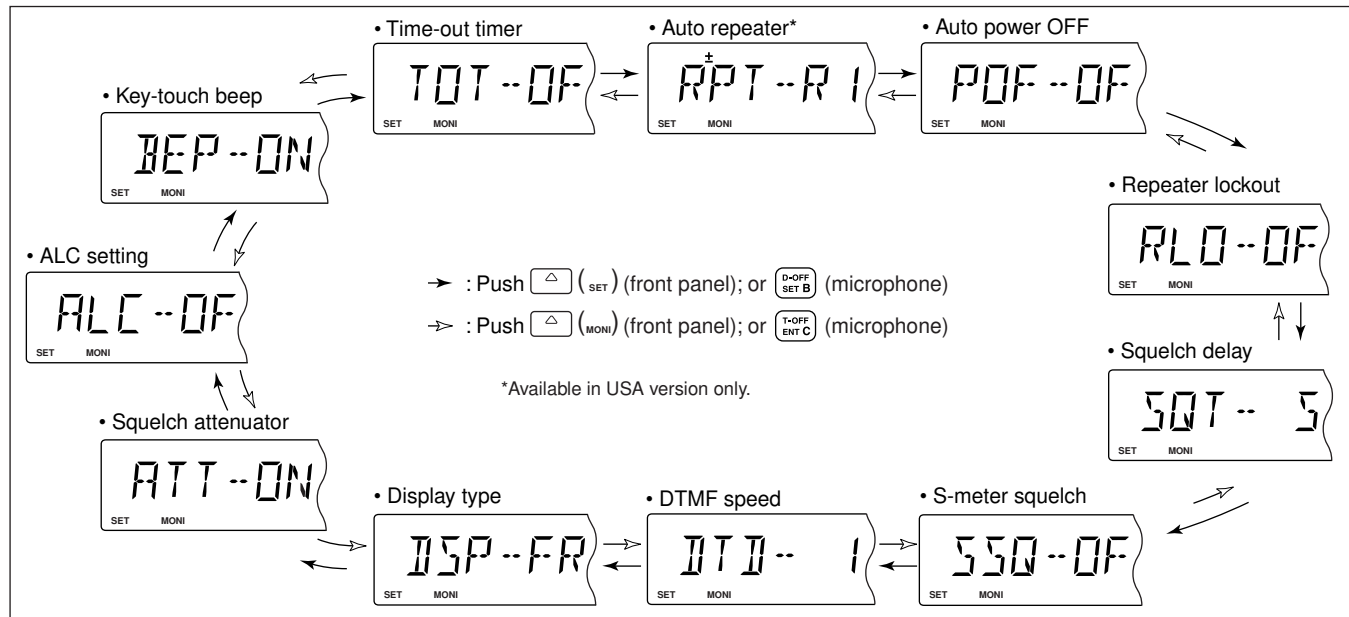 • Time-out timer
TOT--OF
SET MONI
• Auto repeater*
±
RPT--R1
SET MONI
• Auto power OFF
POF--OF
SET MONI
• Key-touch beep
BEP--ON
SET MONI
• Repeater lockout
RLO--OF
SET MONI
• ALC setting
ALC--OF
SET MONI
: Push (SET) (front panel); or D-OFF SET B (microphone)
: Push (MONI) (front panel); or T-OFF ENT C (microphone)
*Available in USA version only.
• Squelch delay
SQT-- S
SET MONI
• Squelch attenuator
ATT--ON
SET MONI
• Display type
DSP--FR
SET MONI
• DTMF speed
DTD-- 1
SET MONI
• S-meter squelch
SSQ--OF
SET MONI